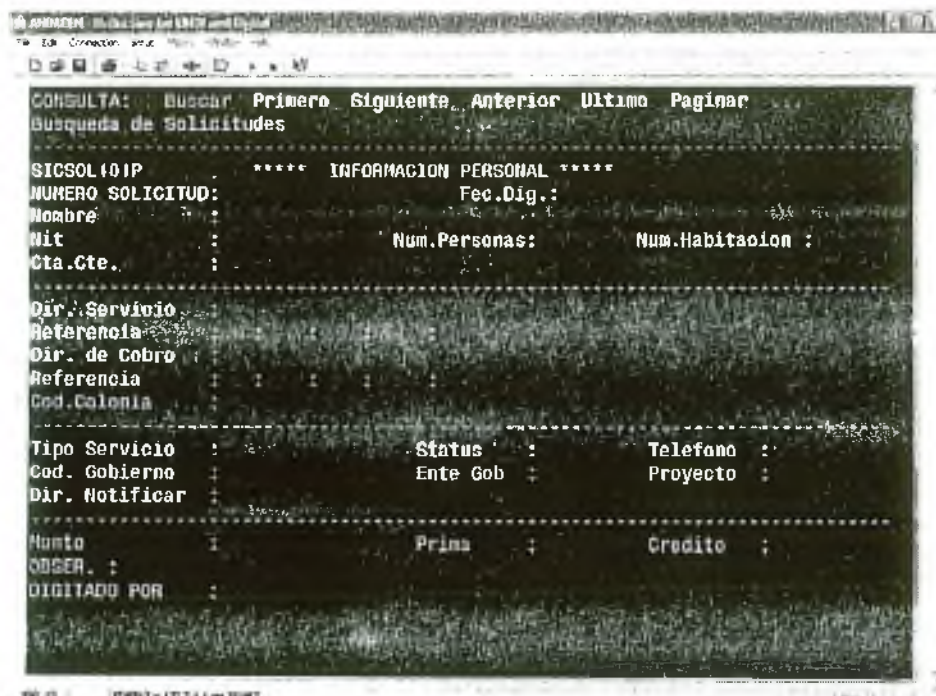 CONSULTA: Buscar Primero Siguiente Anterior Ultimo Paginar
Busqueda de Solicitudes
SICSOL101P ***** INFORMACION PERSONAL *****
NUMERO SOLICITUD: Fec.Dig.:
Nombre :
Nit : Num.Personas: Num.Habitacion :
Cta.Cte. :
Dir. Servicio :
Referencia : : : : :
Dir. de Cobro :
Referencia : : : : :
Cod.Colonia :
Tipo Servicio : Status : Telefono :
Cod. Gobierno : Ente Gob : Proyecto :
Dir. Notificar :
Monto : Prima : Credito :
OBSER. :
DIGITADO POR :